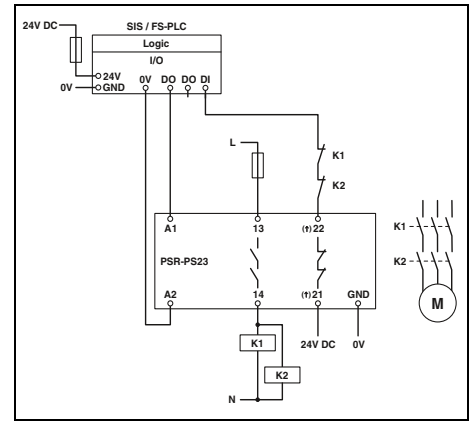 24V DC
SIS / FS-PLC
Logic
I/O
24V 0V DO DO DI
0V GND
L
K1
K2
A1 13 (†) 22
PSR-PS23
A2 14 (†) 21 GND
K1
K2
M
K1 24V DC 0V
K2
N